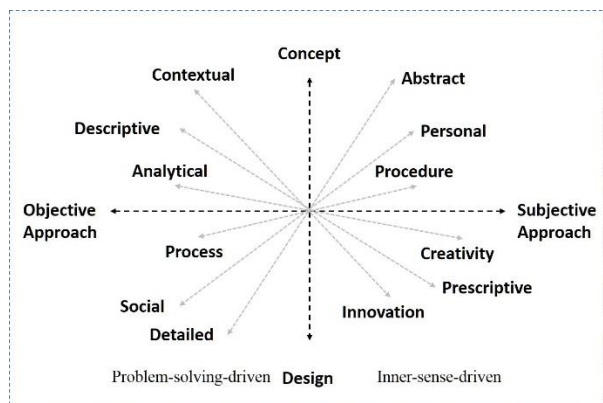 Concept
Contextual
Abstract
Descriptive
Personal
Analytical
Procedure
Objective
Approach
Subjective
Approach
Process
Creativity
Prescriptive
Social
Innovation
Detailed
Problem-solving-driven Design Inner-sense-driven